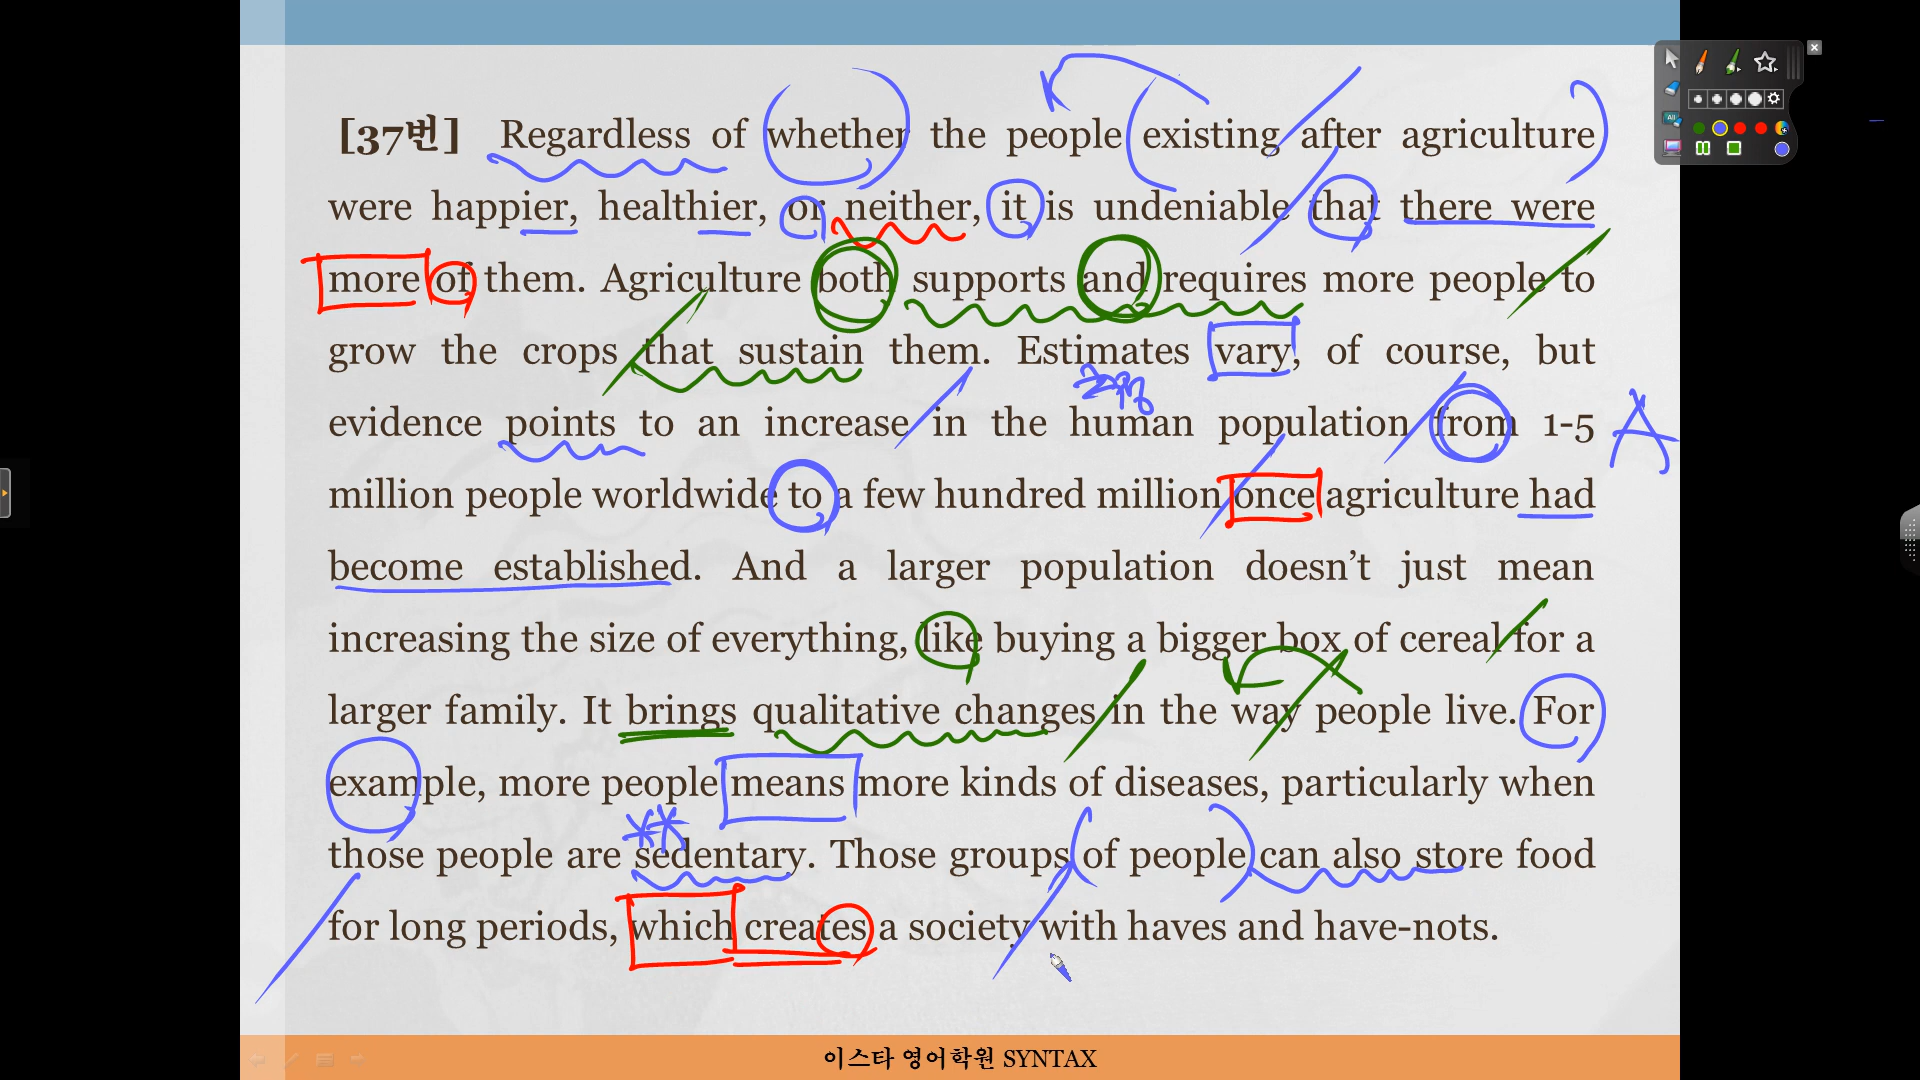 [37번] Regardless of whether the people existing after agriculture
were happier, healthier, or neither, it is undeniable that there were
more of them. Agriculture both supports and requires more people to
grow the crops that sustain them. Estimates vary, of course, but
evidence points to an increase in the human population from 1-5
A
million people worldwide to a few hundred million once agriculture had
become established. And a larger population doesn’t just mean
increasing the size of everything, like buying a bigger box of cereal for a
larger family. It brings qualitative changes in the way people live. For
example, more people means more kinds of diseases, particularly when
those people are sedentary. Those groups of people can also store food
for long periods, which creates a society with haves and have-nots.
이스타 영어학원 SYNTAX